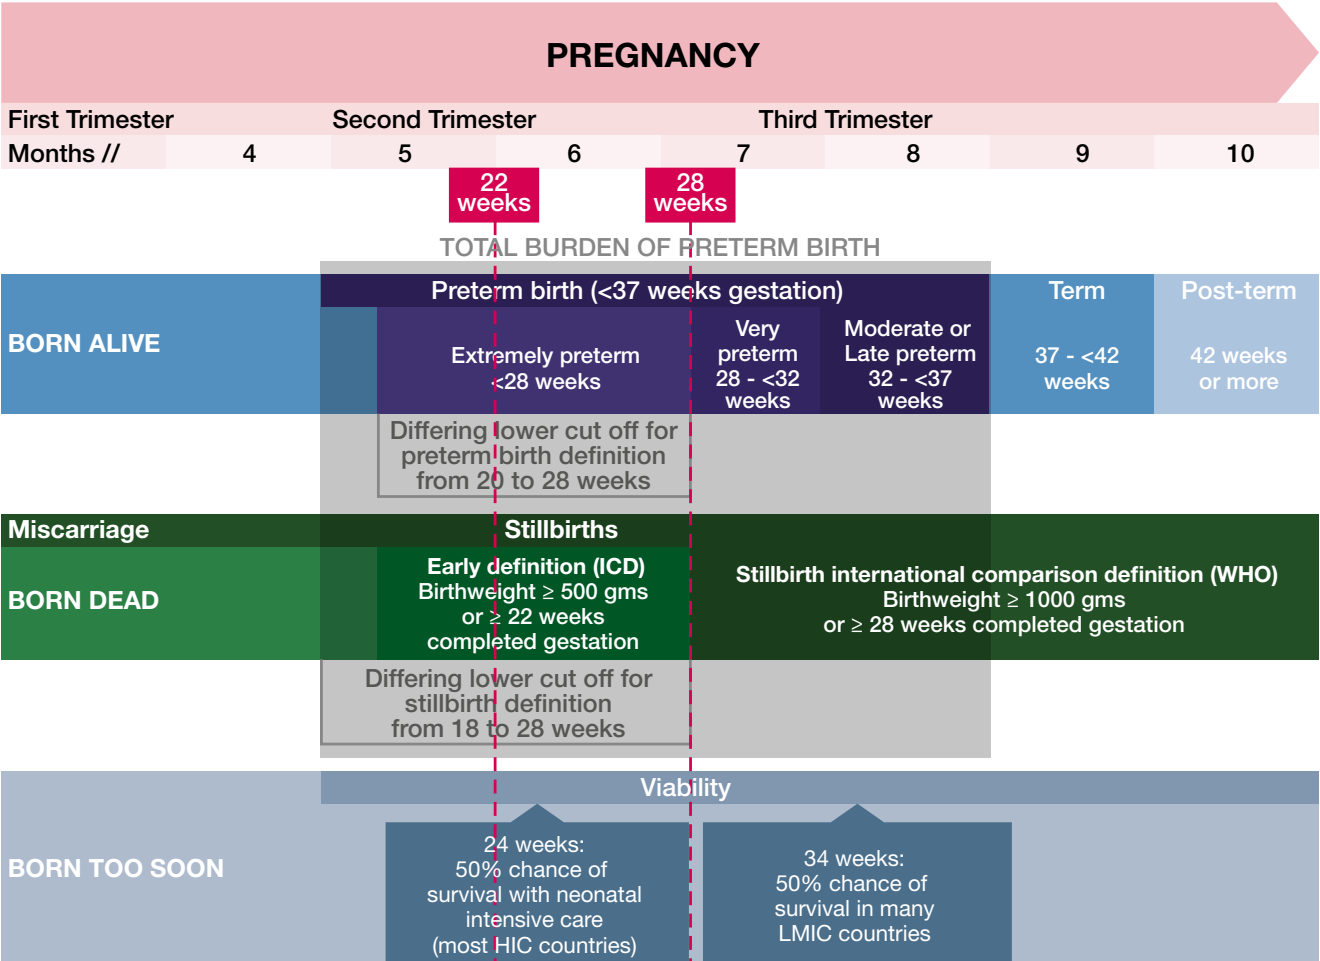 PREGNANCY
First Trimester Second Trimester Third Trimester
Months // 4 5 6 7 8 9 10
22
weeks
28
weeks
TOTAL BURDEN OF PRETERM BIRTH
BORN ALIVE
Preterm birth (<37 weeks gestation)
Extremely preterm
<28 weeks
Very
preterm
28 - <32
weeks
Moderate or
Late preterm
32 - <37
weeks
Term
37 - <42
weeks
Post-term
42 weeks
or more
Differing lower cut off for
preterm birth definition
from 20 to 28 weeks
Miscarriage
Stillbirths
BORN DEAD
Early definition (ICD)
Birthweight ≥ 500 gms
or ≥ 22 weeks
completed gestation
Stillbirth international comparison definition (WHO)
Birthweight ≥ 1000 gms
or ≥ 28 weeks completed gestation
Differing lower cut off for
stillbirth definition
from 18 to 28 weeks
Viability
BORN TOO SOON
24 weeks:
50% chance of
survival with neonatal
intensive care
(most HIC countries)
34 weeks:
50% chance of
survival in many
LMIC countries